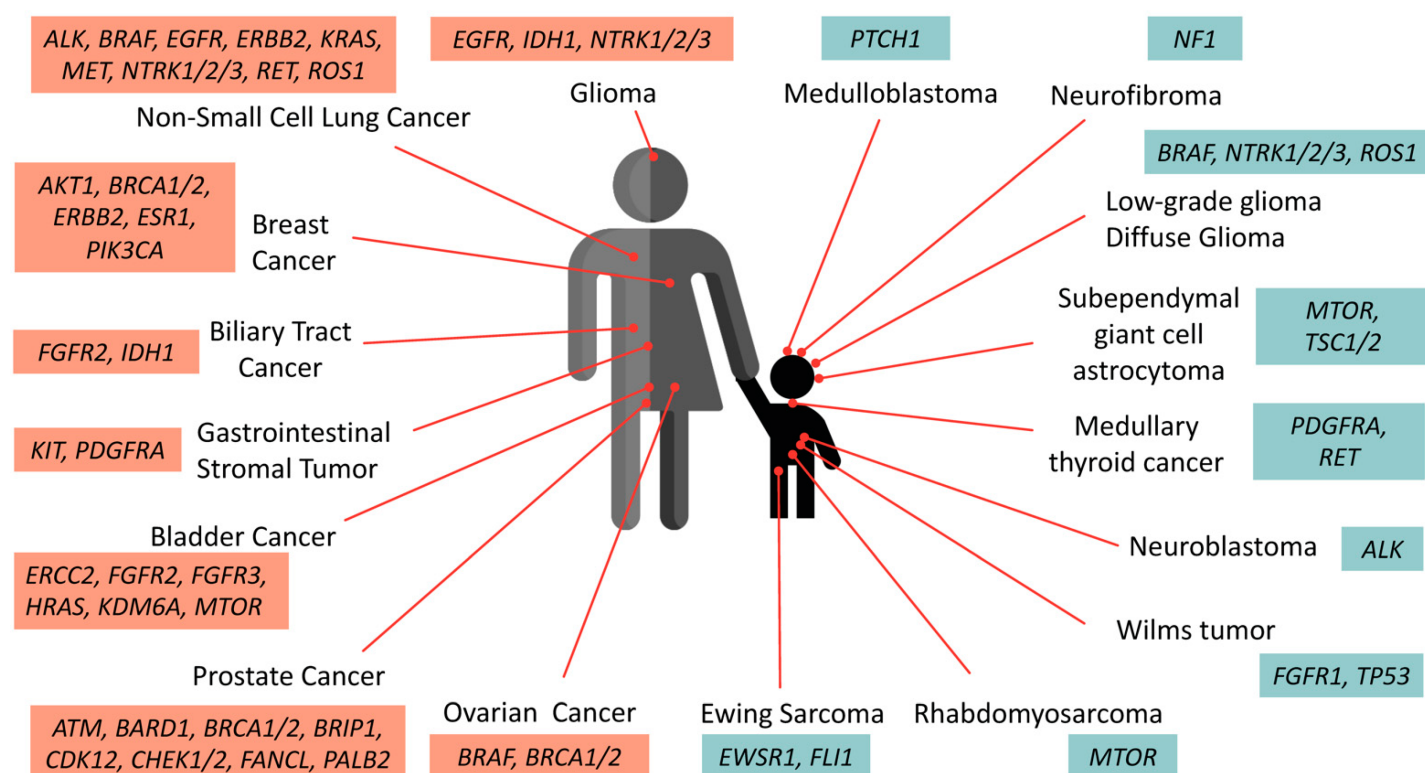 ALK, BRAF, EGFR, ERBB2, KRAS,
MET, NTRK1/2/3, RET, ROS1
Non-Small Cell Lung Cancer
EGFR, IDH1, NTRK1/2/3
Glioma
PTCH1
Medulloblastoma
NF1
Neurofibroma
BRAF, NTRK1/2/3, ROS1
Low-grade glioma
Diffuse Glioma
AKT1, BRCA1/2,
ERBB2, ESR1,
PIK3CA
Breast
Cancer
Subependymal
giant cell
astrocytoma
MTOR,
TSC1/2
FGFR2, IDH1
Biliary Tract
Cancer
KIT, PDGFRA
Gastrointestinal
Stromal Tumor
Medullary
thyroid cancer
PDGFRA,
RET
Bladder Cancer
ERCC2, FGFR2, FGFR3,
HRAS, KDM6A, MTOR
Neuroblastoma
ALK
Wilms tumor
FGFR1, TP53
Prostate Cancer
ATM, BARD1, BRCA1/2, BRIP1,
CDK12, CHEK1/2, FANCL, PALB2
Ovarian Cancer
BRAF, BRCA1/2
Ewing Sarcoma
EWSR1, FLI1
Rhabdomyosarcoma
MTOR